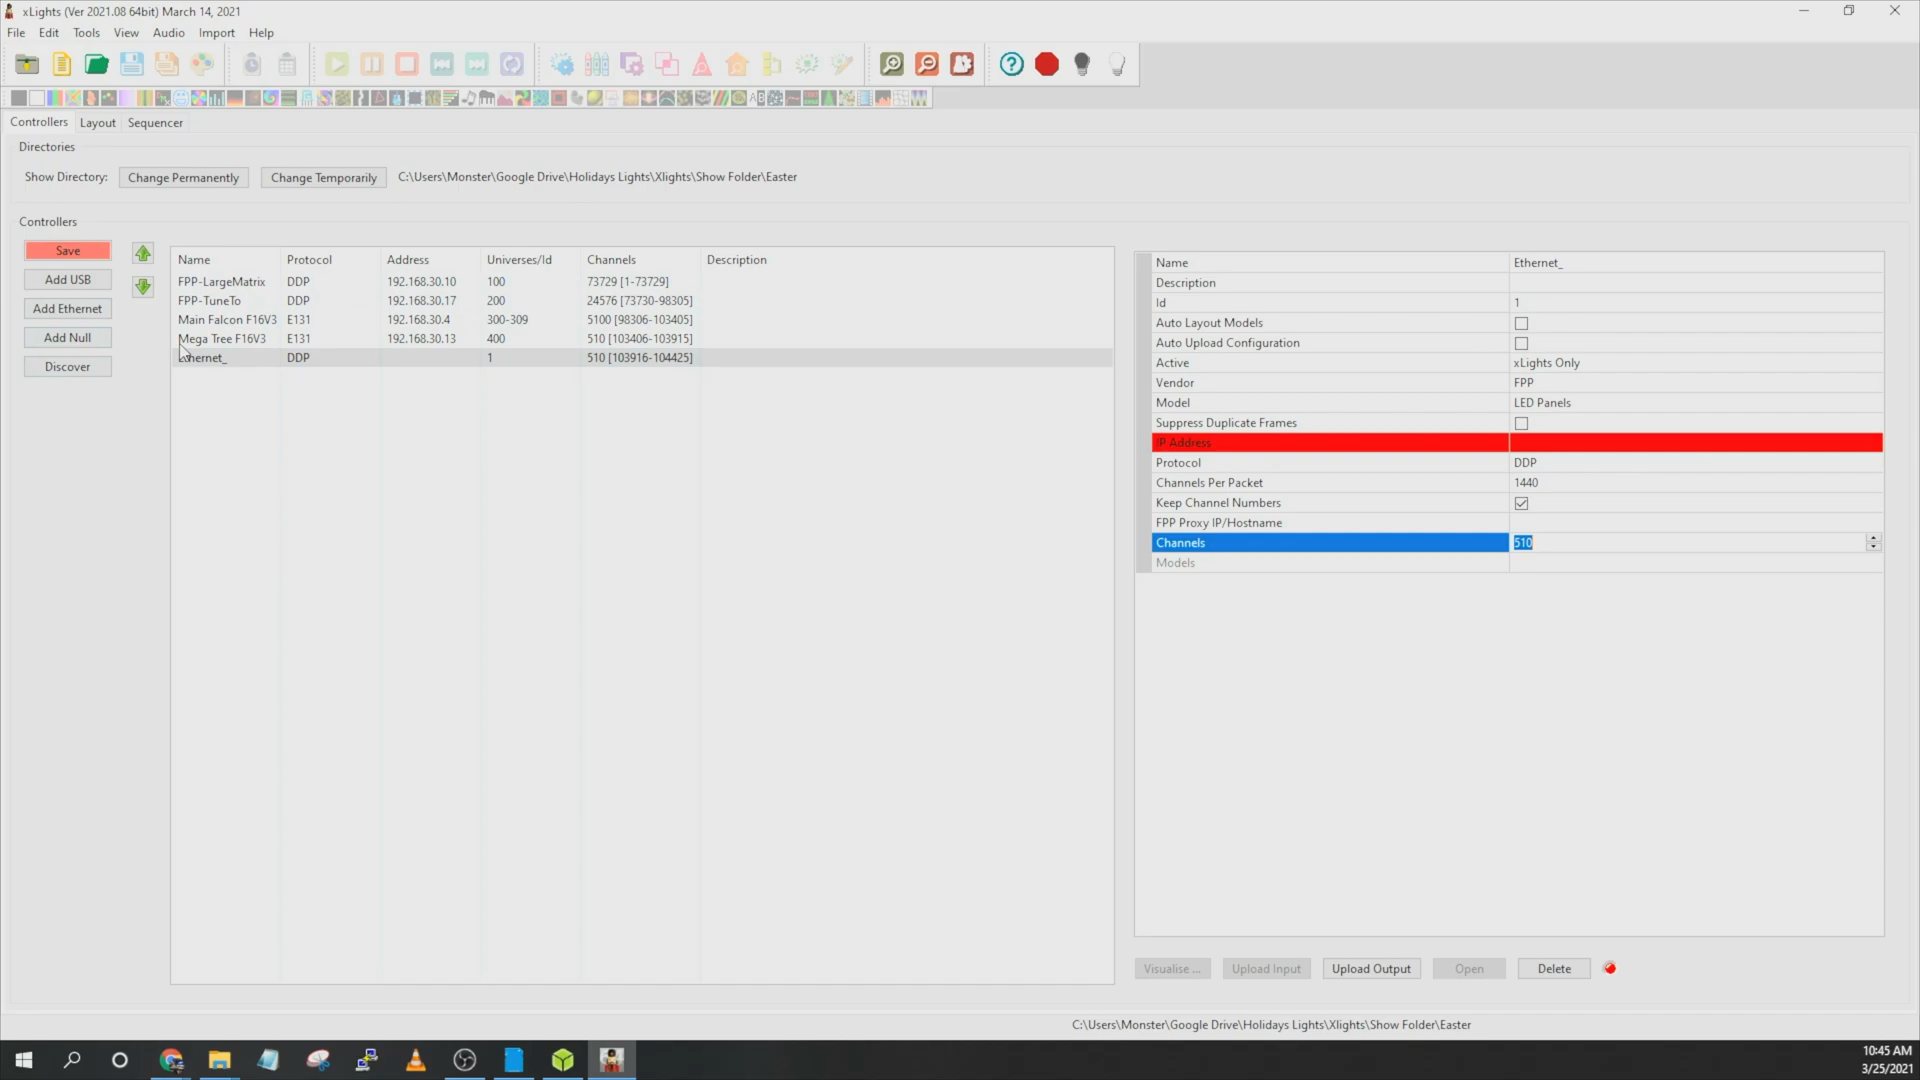 xLights (Ver 2021.08 64bit) March 14, 2021
File Edit Tools View Audio Import Help
Controllers Layout Sequencer
Directories
Show Directory: Change Permanently Change Temporarily C:\Users\Monster\Google Drive\Holidays Lights\Xlights\Show Folder\Easter
Controllers
Save
Add USB
Add Ethernet
Add Null
Discover
Name Protocol Address Universes/Id Channels Description
FPP-LargeMatrix DDP 192.168.30.10 100 73729 [1-73729]
FPP-TuneTo DDP 192.168.30.17 200 24576 [73730-98305]
Main Falcon F16V3 E131 192.168.30.4 300-309 5100 [98306-103405]
Mega Tree F16V3 E131 192.168.30.13 400 510 [103406-103915]
Ethernet_ DDP 1 510 [103916-104425]
Name Ethernet_
Description
Id 1
Auto Layout Models
Auto Upload Configuration
Active xLights Only
Vendor FPP
Model LED Panels
Suppress Duplicate Frames
IP Address
Protocol DDP
Channels Per Packet 1440
Keep Channel Numbers
FPP Proxy IP/Hostname
Channels 510
Models
Visualise ... Upload Input Upload Output Open Delete
C:\Users\Monster\Google Drive\Holidays Lights\Xlights\Show Folder\Easter
10:45 AM
3/25/2021